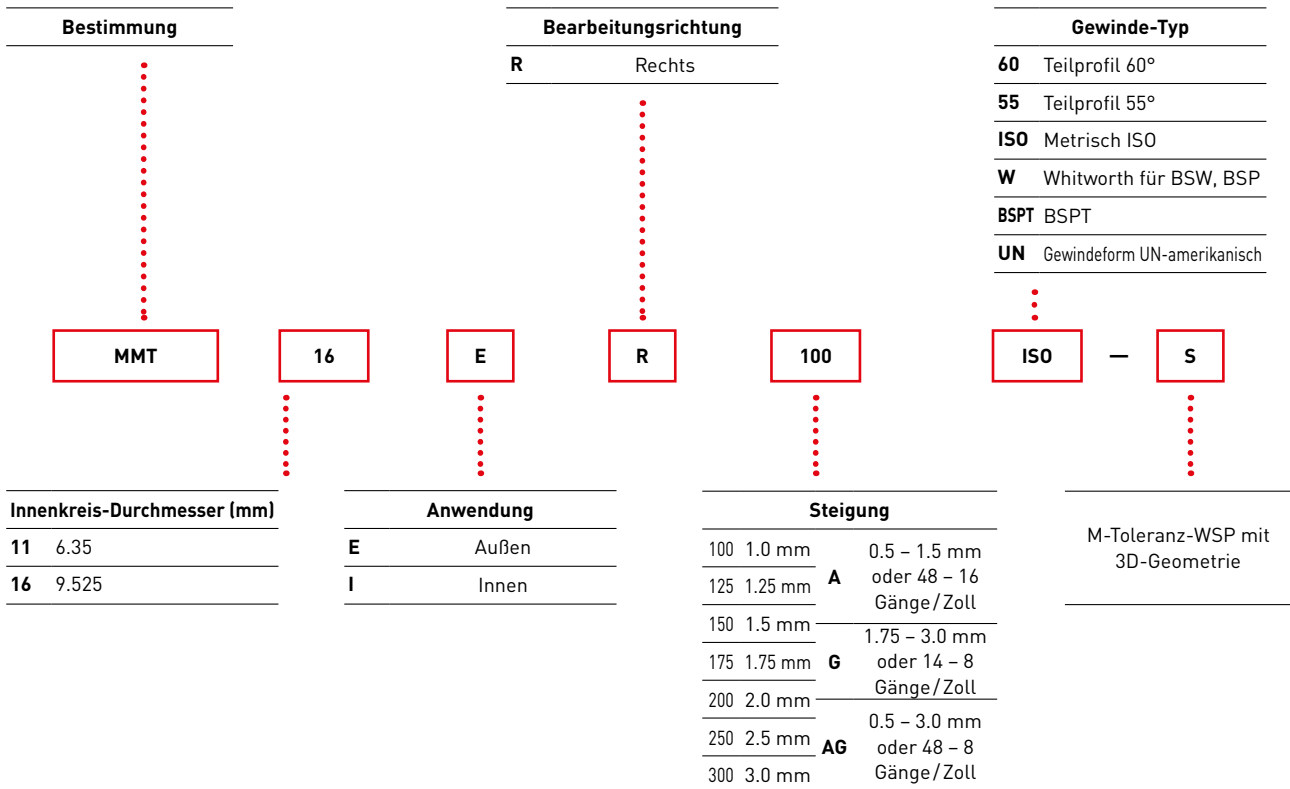 Bestimmung
Bearbeitungsrichtung
R Rechts
Gewinde-Typ
60 Teilprofil 60°
55 Teilprofil 55°
ISO Metrisch ISO
W Whitworth für BSW, BSP
BSPT BSPT
UN Gewindeform UN-amerikanisch
MMT 16 E R 100 ISO — S
Innenkreis-Durchmesser (mm)
11 6.35
16 9.525
Anwendung
E Außen
I Innen
Steigung
100 1.0 mm
125 1.25 mm
150 1.5 mm
175 1.75 mm
200 2.0 mm
250 2.5 mm
300 3.0 mm
A
0.5 – 1.5 mm
oder 48 – 16
Gänge/Zoll
G
1.75 – 3.0 mm
oder 14 – 8
Gänge/Zoll
AG
0.5 – 3.0 mm
oder 48 – 8
Gänge/Zoll
M-Toleranz-WSP mit
3D-Geometrie